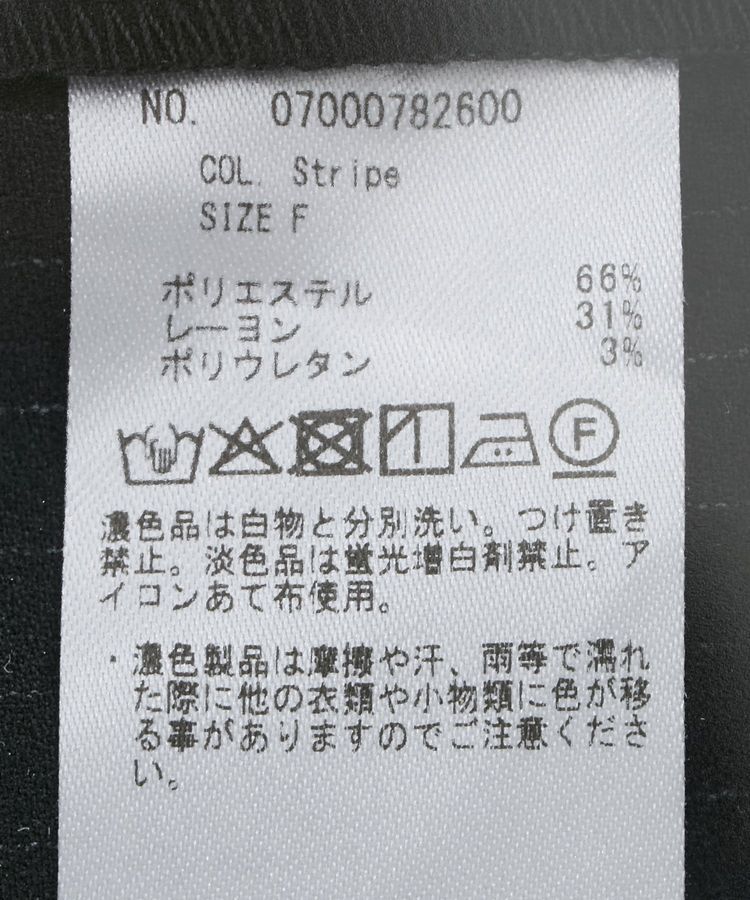 NO. 07000782600
COL. Stripe
SIZE F
ポリエステル 66%
レーヨン 31%
ポリウレタン 3%
F
濃色品は白物と分別洗い。つけ置き
禁止。淡色品は蛍光増白剤禁止。ア
イロンあて布使用。
・濃色製品は摩擦や汗、雨等で濡れ
た際に他の衣類や小物類に色が移
る事がありますのでご注意くださ
い。